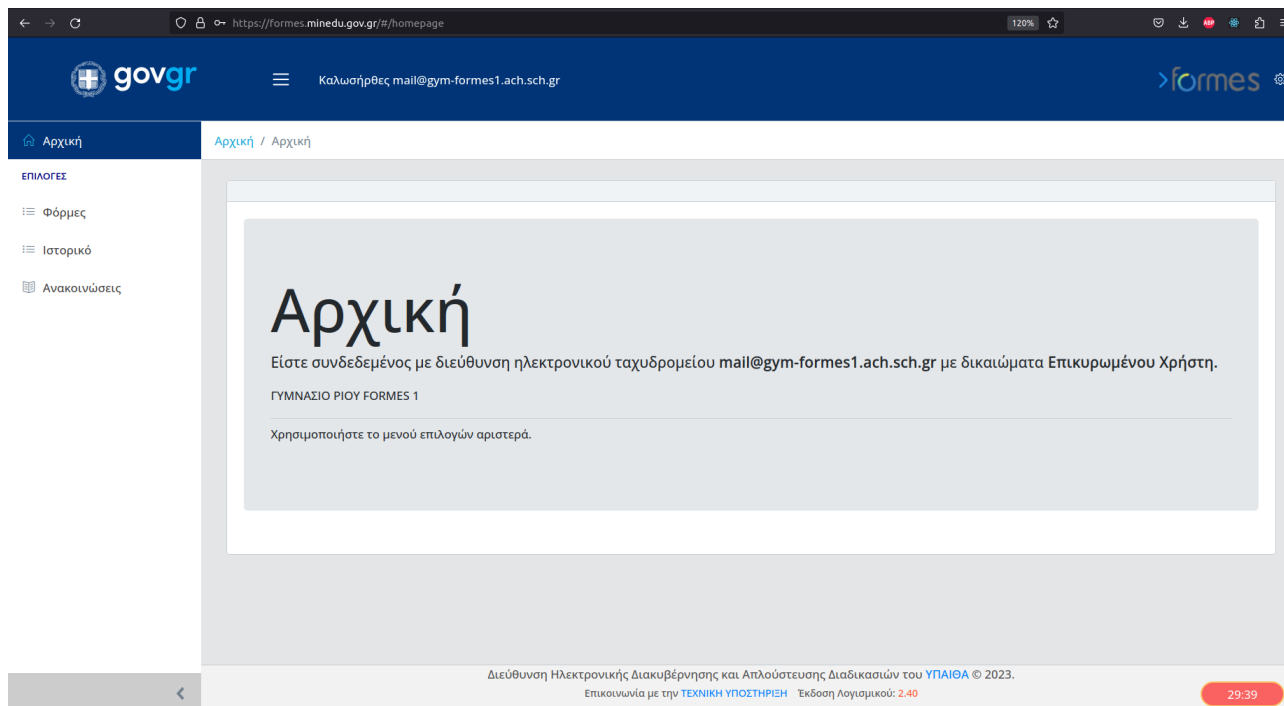 https://formes.minedu.gov.gr/#/homepage
120%
ABP
govgr
Καλωσήρθες mail@gym-formes1.ach.sch.gr
>formes
Αρχική
Αρχική / Αρχική
ΕΠΙΛΟΓΕΣ
Φόρμες
Ιστορικό
Ανακοινώσεις
Αρχική
Είστε συνδεδεμένος με διεύθυνση ηλεκτρονικού ταχυδρομείου mail@gym-formes1.ach.sch.gr με δικαιώματα Επικυρωμένου Χρήστη.
ΓΥΜΝΑΣΙΟ ΡΙΟΥ FORMES 1
Χρησιμοποιήστε το μενού επιλογών αριστερά.
Διεύθυνση Ηλεκτρονικής Διακυβέρνησης και Απλούστευσης Διαδικασιών του ΥΠΑΙΘΑ © 2023.
Επικοινωνία με την ΤΕΧΝΙΚΗ ΥΠΟΣΤΗΡΙΞΗ Έκδοση Λογισμικού: 2.40
29:39